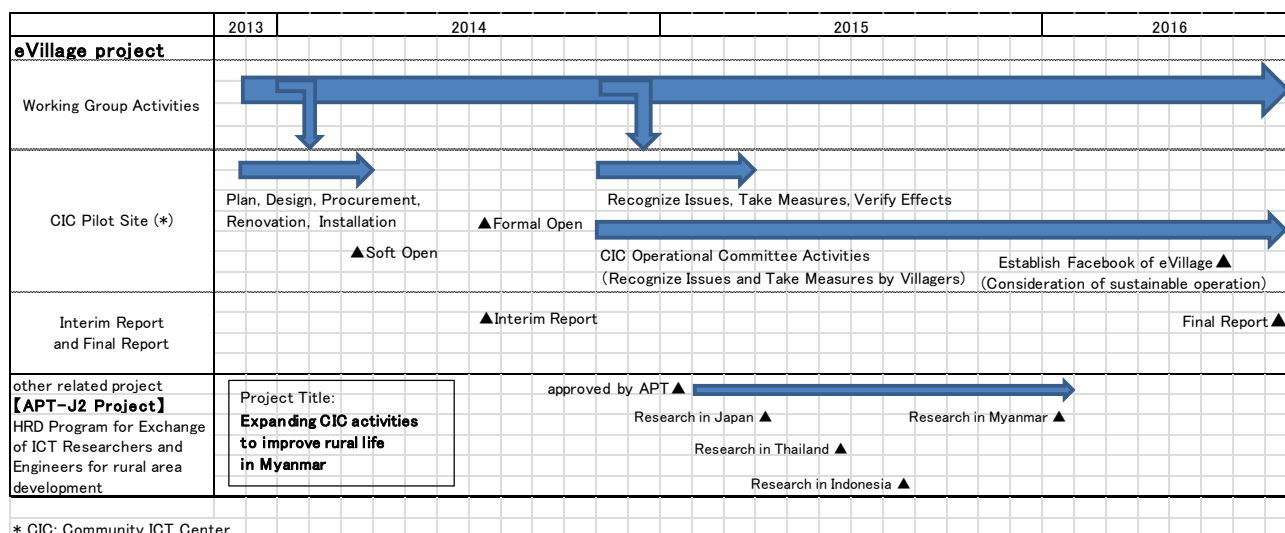 2013 2014 2015 2016
eVillage project
Working Group Activities
CIC Pilot Site (*)
Plan, Design, Procurement,
Renovation, Installation
▲Soft Open
▲Formal Open
Recognize Issues, Take Measures, Verify Effects
CIC Operational Committee Activities
(Recognize Issues and Take Measures by Villagers)
Establish Facebook of eVillage▲
(Consideration of sustainable operation)
Interim Report
and Final Report
▲Interim Report
Final Report▲
other related project
【APT-J2 Project】
HRD Program for Exchange
of ICT Researchers and
Engineers for rural area
development
Project Title:
Expanding CIC activities
to improve rural life
in Myanmar
approved by APT▲
Research in Japan ▲
Research in Myanmar ▲
Research in Thailand ▲
Research in Indonesia ▲
* CIC: Community ICT Center